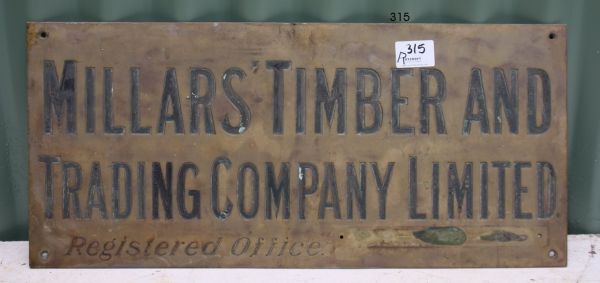 315
315
MILLARS' TIMBER AND
TRADING COMPANY LIMITED
Registered Office.